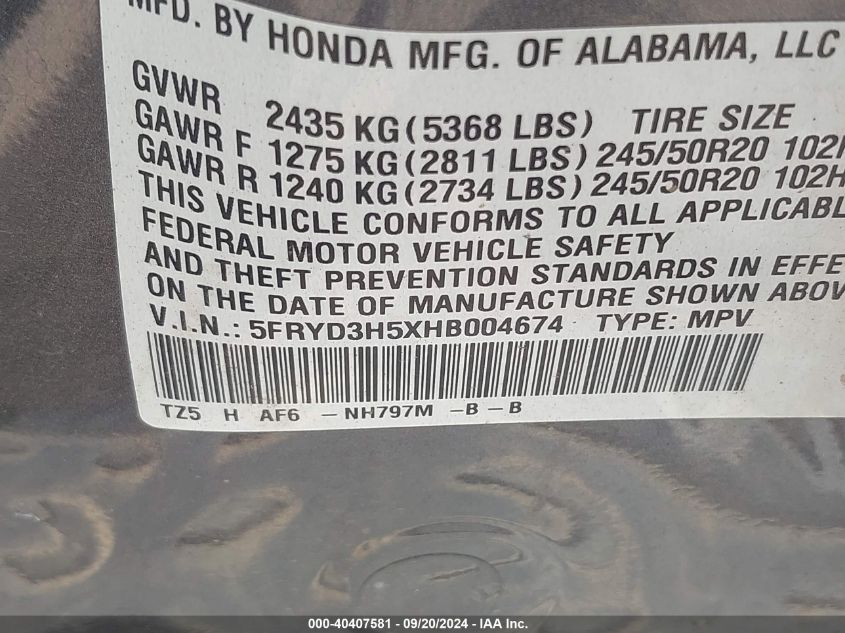 MFD. BY HONDA MFG. OF ALABAMA, LLC
GVWR 2435 KG (5368 LBS) TIRE SIZE
GAWR F 1275 KG (2811 LBS) 245/50R20 102H
GAWR R 1240 KG (2734 LBS) 245/50R20 102H
THIS VEHICLE CONFORMS TO ALL APPLICABL
FEDERAL MOTOR VEHICLE SAFETY
AND THEFT PREVENTION STANDARDS IN EFFE
ON THE DATE OF MANUFACTURE SHOWN ABOV
V.I.N.: 5FRYD3H5XHB004674 TYPE: MPV
TZ5 H AF6 -NH797M -B -B
000-40407581 - 09/20/2024 - IAA Inc.